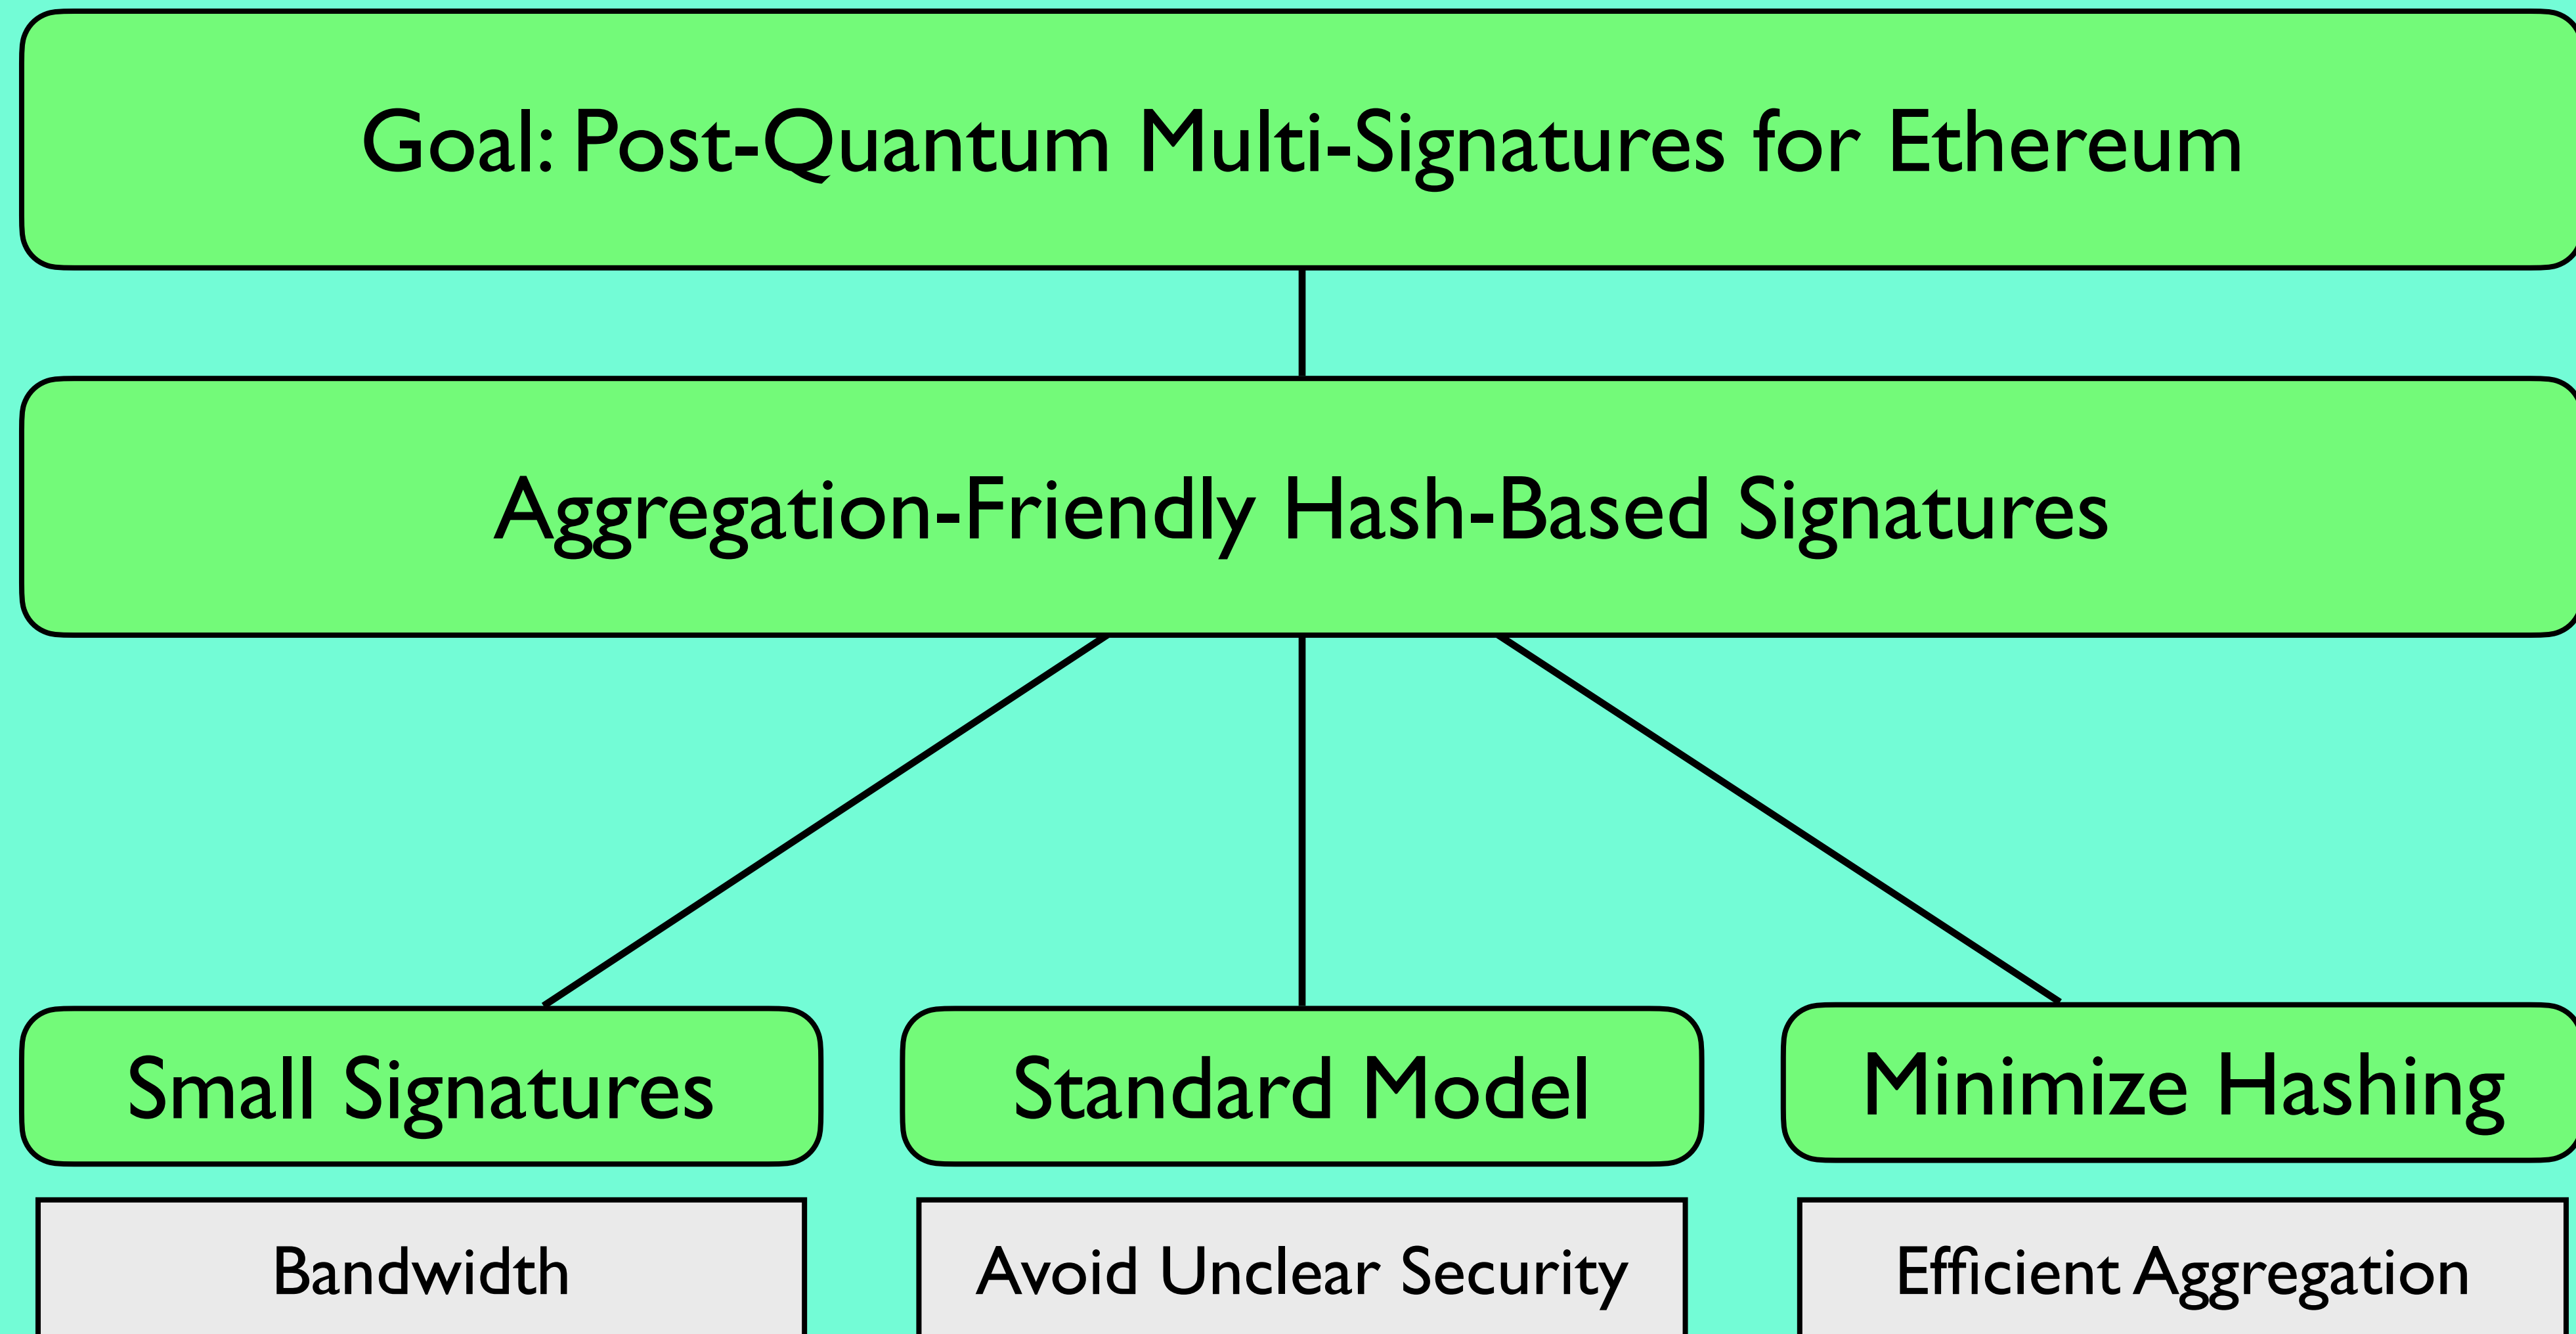 Goal: Post-Quantum Multi-Signatures for Ethereum
Aggregation-Friendly Hash-Based Signatures
Small Signatures
Standard Model
Minimize Hashing
Bandwidth
Avoid Unclear Security
Efficient Aggregation